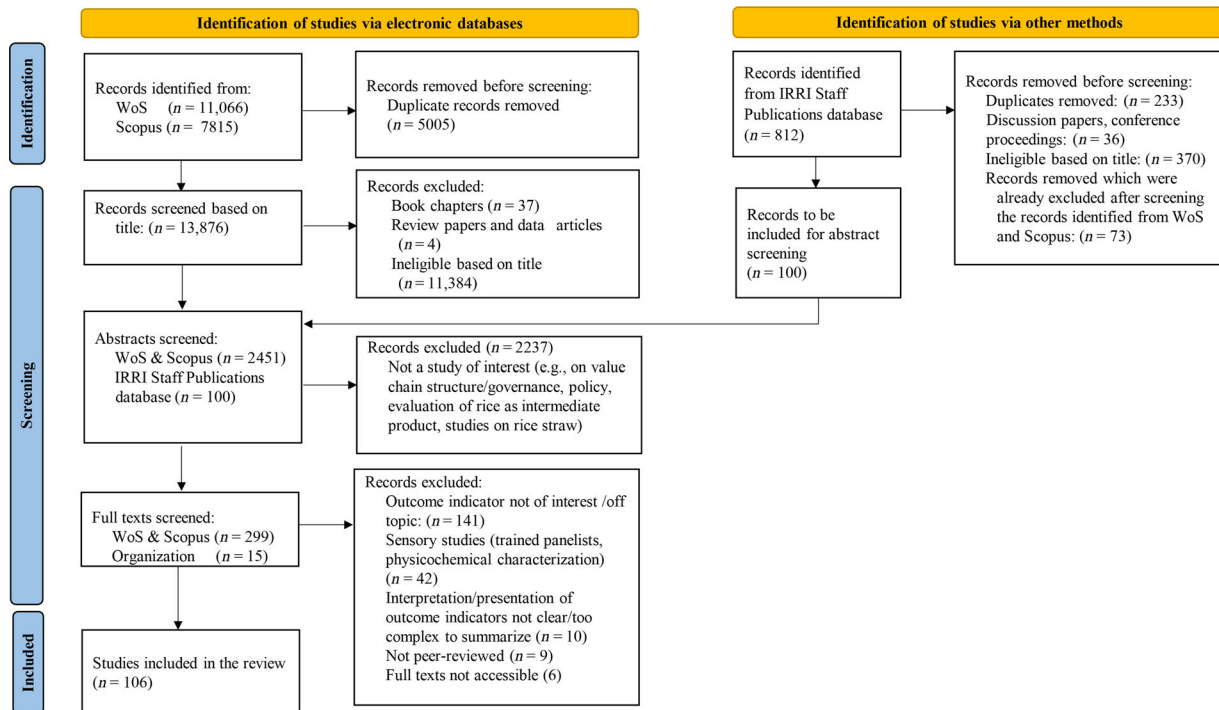 Identification of studies via electronic databases
Identification of studies via other methods
Identification
Records identified from:
WoS (n = 11,066)
Scopus (n = 7815)
Records removed before screening:
Duplicate records removed
(n = 5005)
Records identified
from IRRI Staff
Publications database
(n = 812)
Records removed before screening:
Duplicates removed: (n = 233)
Discussion papers, conference
proceedings: (n = 36)
Ineligible based on title: (n = 370)
Records removed which were
already excluded after screening
the records identified from WoS
and Scopus: (n = 73)
Screening
Records screened based on
title: (n = 13,876)
Records excluded:
Book chapters (n = 37)
Review papers and data articles
(n = 4)
Ineligible based on title
(n = 11,384)
Records to be
included for abstract
screening
(n = 100)
Abstracts screened:
WoS & Scopus (n = 2451)
IRRI Staff Publications
database (n = 100)
Records excluded (n = 2237)
Not a study of interest (e.g., on value
chain structure/governance, policy,
evaluation of rice as intermediate
product, studies on rice straw)
Full texts screened:
WoS & Scopus (n = 299)
Organization (n = 15)
Records excluded:
Outcome indicator not of interest /off
topic: (n = 141)
Sensory studies (trained panelists,
physicochemical characterization)
(n = 42)
Interpretation/presentation of
outcome indicators not clear/too
complex to summarize (n = 10)
Not peer-reviewed (n = 9)
Full texts not accessible (6)
Included
Studies included in the review
(n = 106)